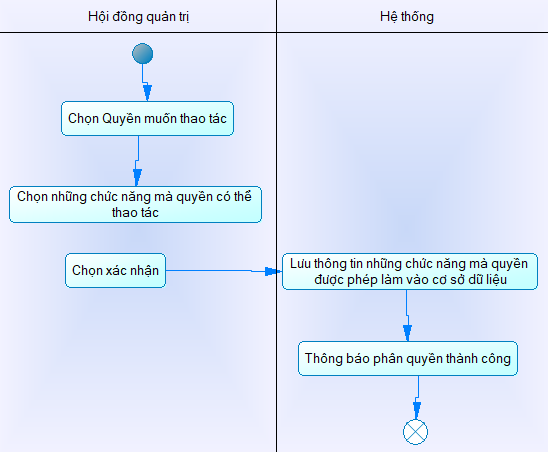 Hội đồng quản trị
Hệ thống
Chọn Quyền muốn thao tác
Chọn những chức năng mà quyền có thể
thao tác
Chọn xác nhận
Lưu thông tin những chức năng mà quyền
được phép làm vào cơ sở dữ liệu
Thông báo phân quyền thành công